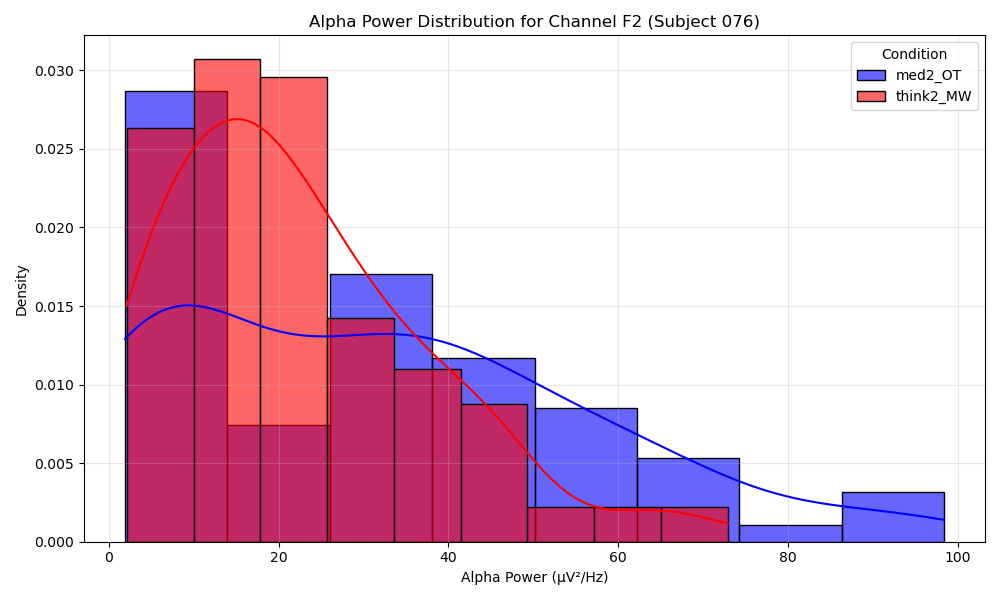 Alpha Power Distribution for Channel F2 (Subject 076)
Condition
med2_OT
think2_MW
0.030
0.025
0.020
0.015
0.010
0.005
0.000
Density
0 20 40 60 80 100
Alpha Power (µV²/Hz)